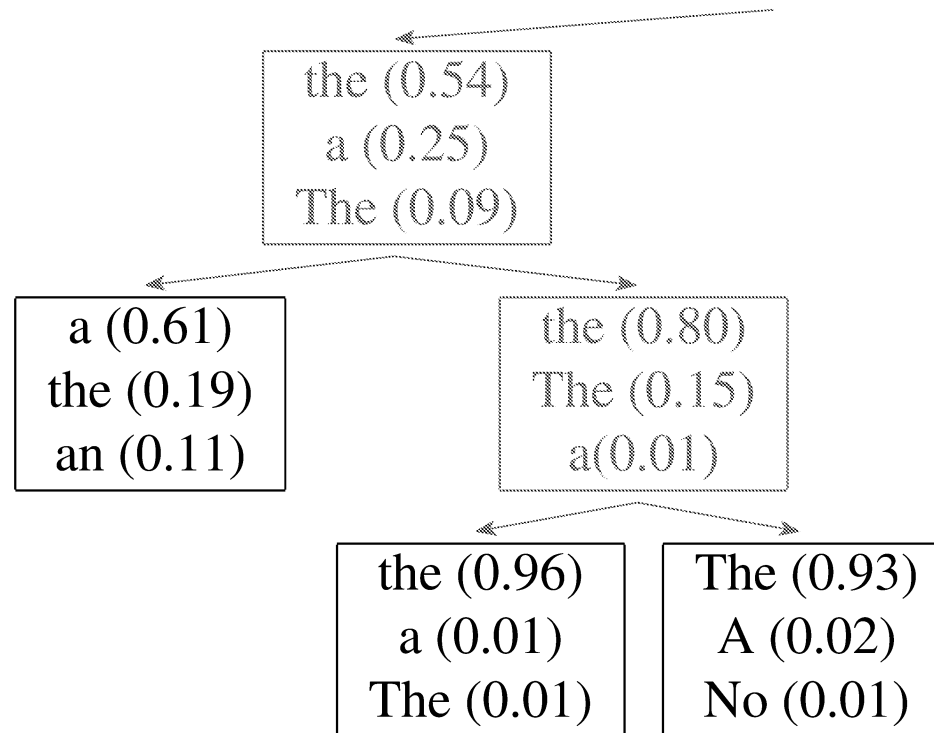 the (0.54)
a (0.25)
The (0.09)
a (0.61)
the (0.19)
an (0.11)
the (0.80)
The (0.15)
a(0.01)
the (0.96)
a (0.01)
The (0.01)
The (0.93)
A (0.02)
No (0.01)